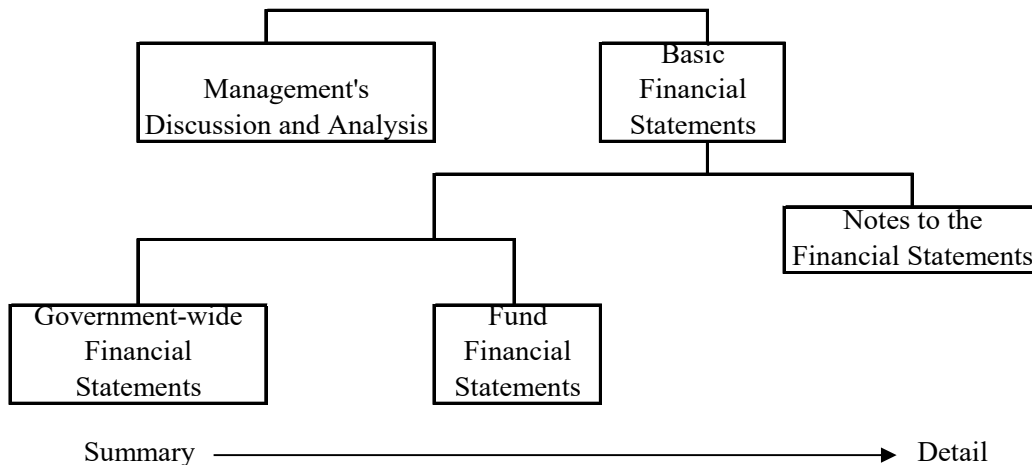 Management's
Discussion and Analysis
Basic
Financial
Statements
Notes to the
Financial Statements
Government-wide
Financial
Statements
Fund
Financial
Statements
Summary
Detail